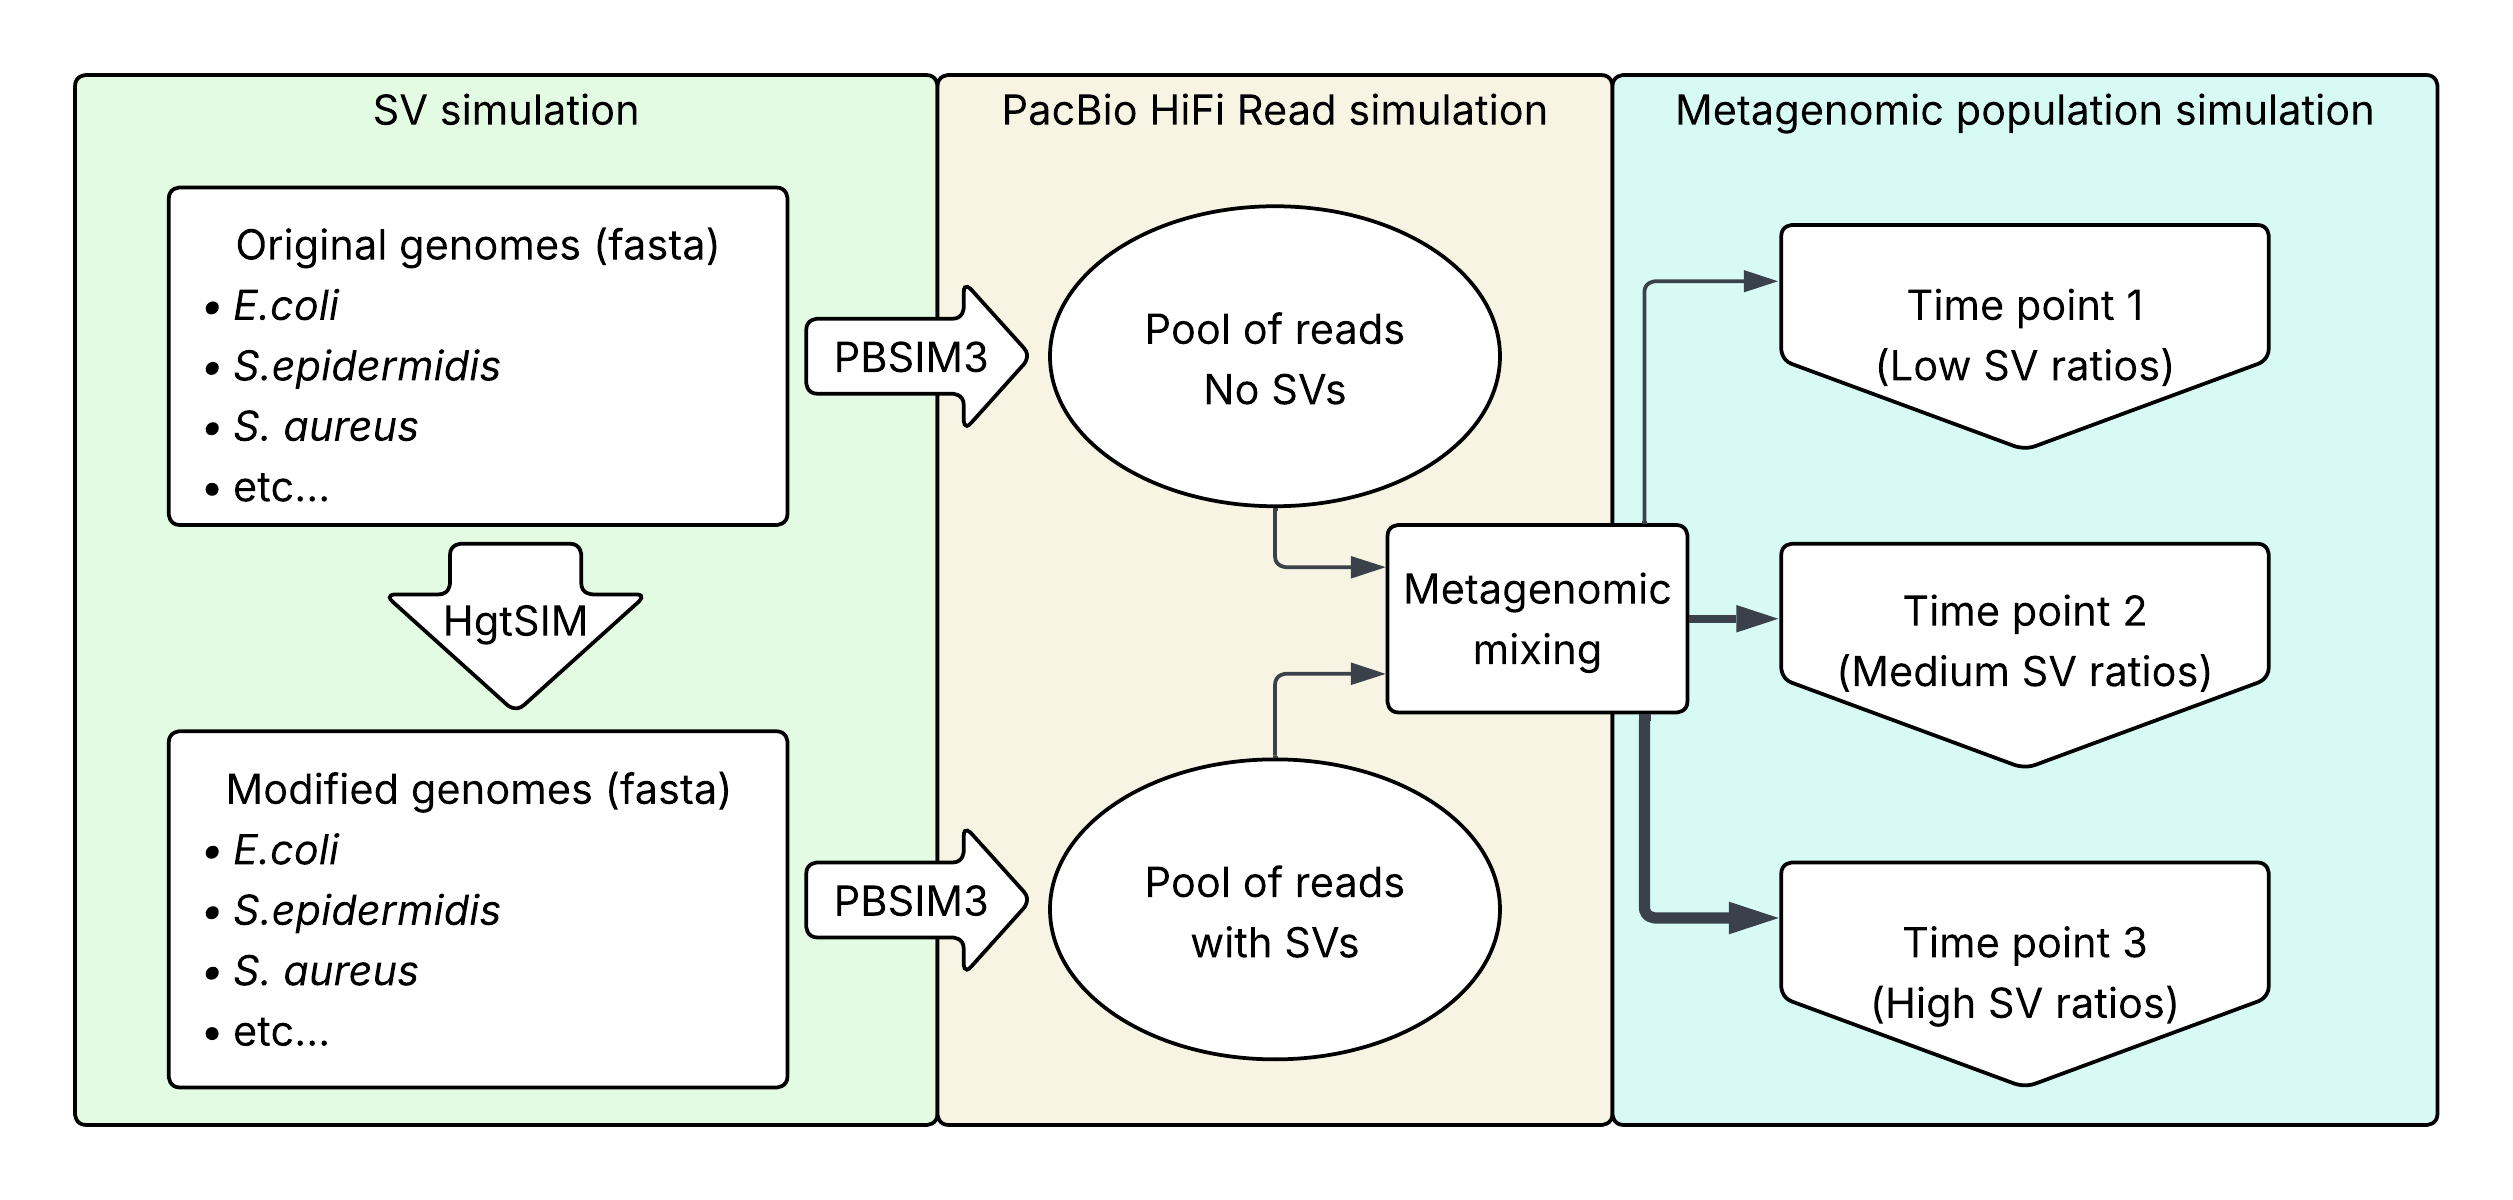 SV simulation
Original genomes (fasta)
• E.coli
• S.epidermidis
• S. aureus
• etc...
HgtSIM
Modified genomes (fasta)
• E.coli
• S.epidermidis
• S. aureus
• etc...
PBSIM3
PBSIM3
PacBio HiFi Read simulation
Pool of reads
No SVs
Pool of reads
with SVs
Metagenomic
mixing
Metagenomic population simulation
Time point 1
(Low SV ratios)
Time point 2
(Medium SV ratios)
Time point 3
(High SV ratios)